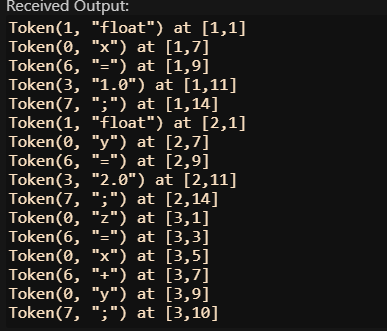 Received Output:
Token(1, "float") at [1,1]
Token(0, "x") at [1,7]
Token(6, "=") at [1,9]
Token(3, "1.0") at [1,11]
Token(7, ";") at [1,14]
Token(1, "float") at [2,1]
Token(0, "y") at [2,7]
Token(6, "=") at [2,9]
Token(3, "2.0") at [2,11]
Token(7, ";") at [2,14]
Token(0, "z") at [3,1]
Token(6, "=") at [3,3]
Token(0, "x") at [3,5]
Token(6, "+") at [3,7]
Token(0, "y") at [3,9]
Token(7, ";") at [3,10]